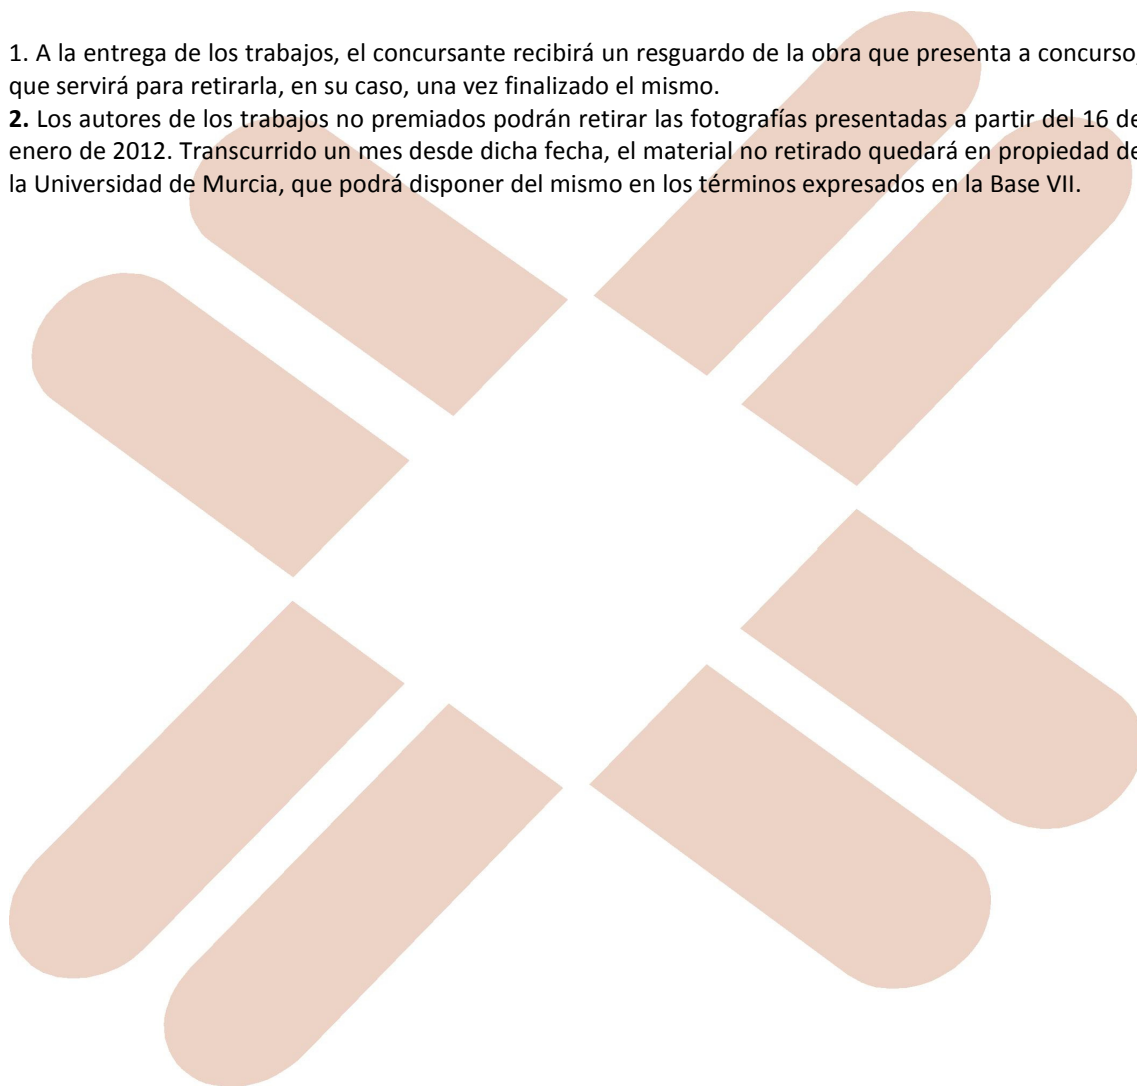 1. A la entrega de los trabajos, el concursante recibirá un resguardo de la obra que presenta a concurso,
que servirá para retirarla, en su caso, una vez finalizado el mismo.
2. Los autores de los trabajos no premiados podrán retirar las fotografías presentadas a partir del 16 de
enero de 2012. Transcurrido un mes desde dicha fecha, el material no retirado quedará en propiedad de
la Universidad de Murcia, que podrá disponer del mismo en los términos expresados en la Base VII.